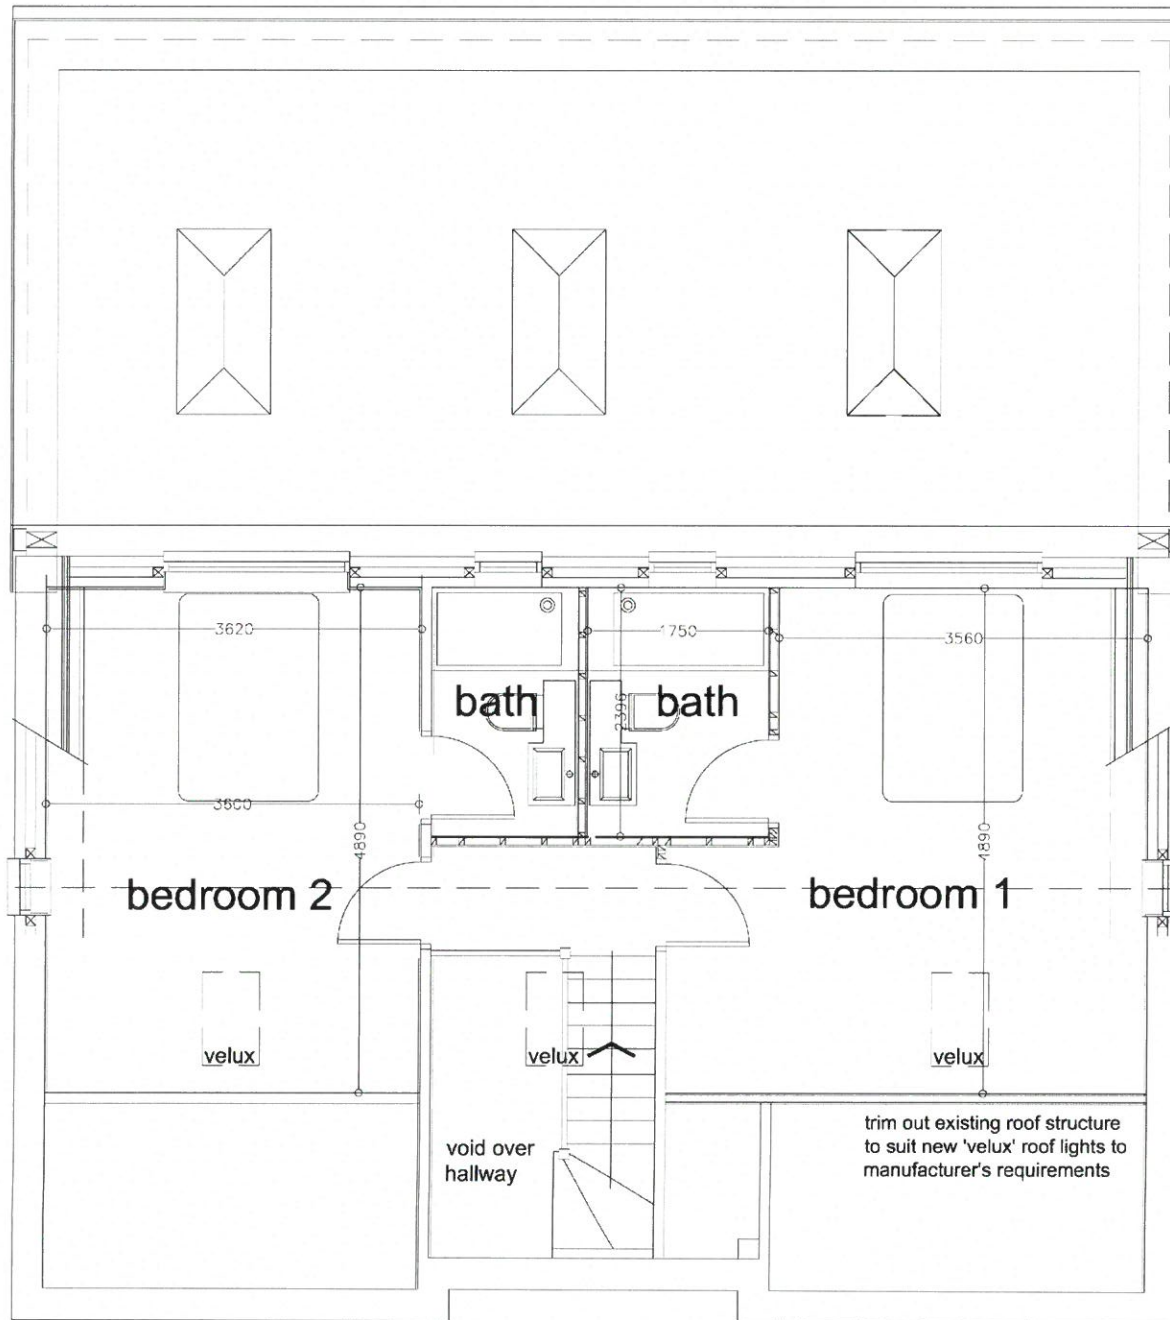 3620
1750
3560
bath
bath
2396
3600
4890
4890
bedroom 2
bedroom 1
velux
velux
velux
void over
hallway
trim out existing roof structure
to suit new 'velux' roof lights to
manufacturer's requirements